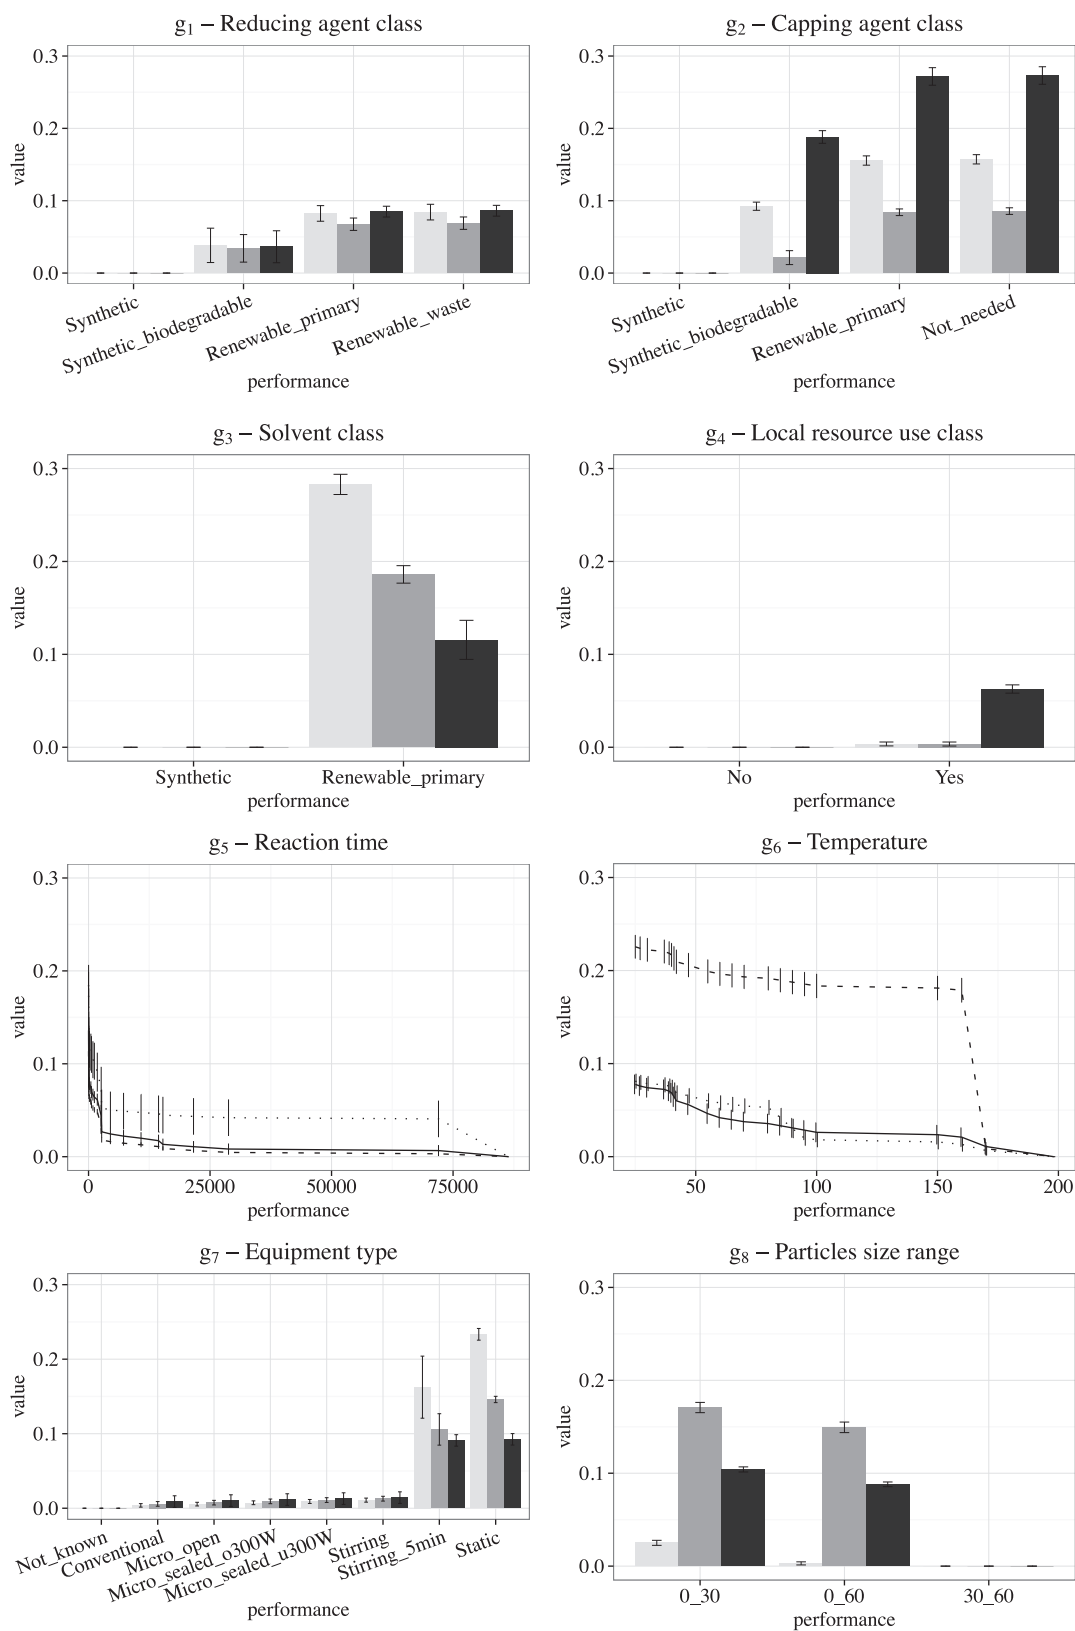 g₁ – Reducing agent class
0.3
0.2
0.1
0.0
value
Synthetic
Synthetic_biodegradable
Renewable_primary
Renewable_waste
performance
g₂ – Capping agent class
0.3
0.2
0.1
0.0
value
Synthetic
Synthetic_biodegradable
Renewable_primary
Not_needed
performance
g₃ – Solvent class
0.3
0.2
0.1
0.0
value
Synthetic
Renewable_primary
performance
g₄ – Local resource use class
0.3
0.2
0.1
0.0
value
No
Yes
performance
g₅ – Reaction time
0.3
0.2
0.1
0.0
value
0
25000
50000
75000
performance
g₆ – Temperature
0.3
0.2
0.1
0.0
value
50
100
150
200
performance
g₇ – Equipment type
0.3
0.2
0.1
0.0
value
Not_known
Conventional
Micro_open
Micro_sealed_o300W
Micro_sealed_u300W
Stirring
Stirring_5min
Static
performance
g₈ – Particles size range
0.3
0.2
0.1
0.0
value
0_30
0_60
30_60
performance